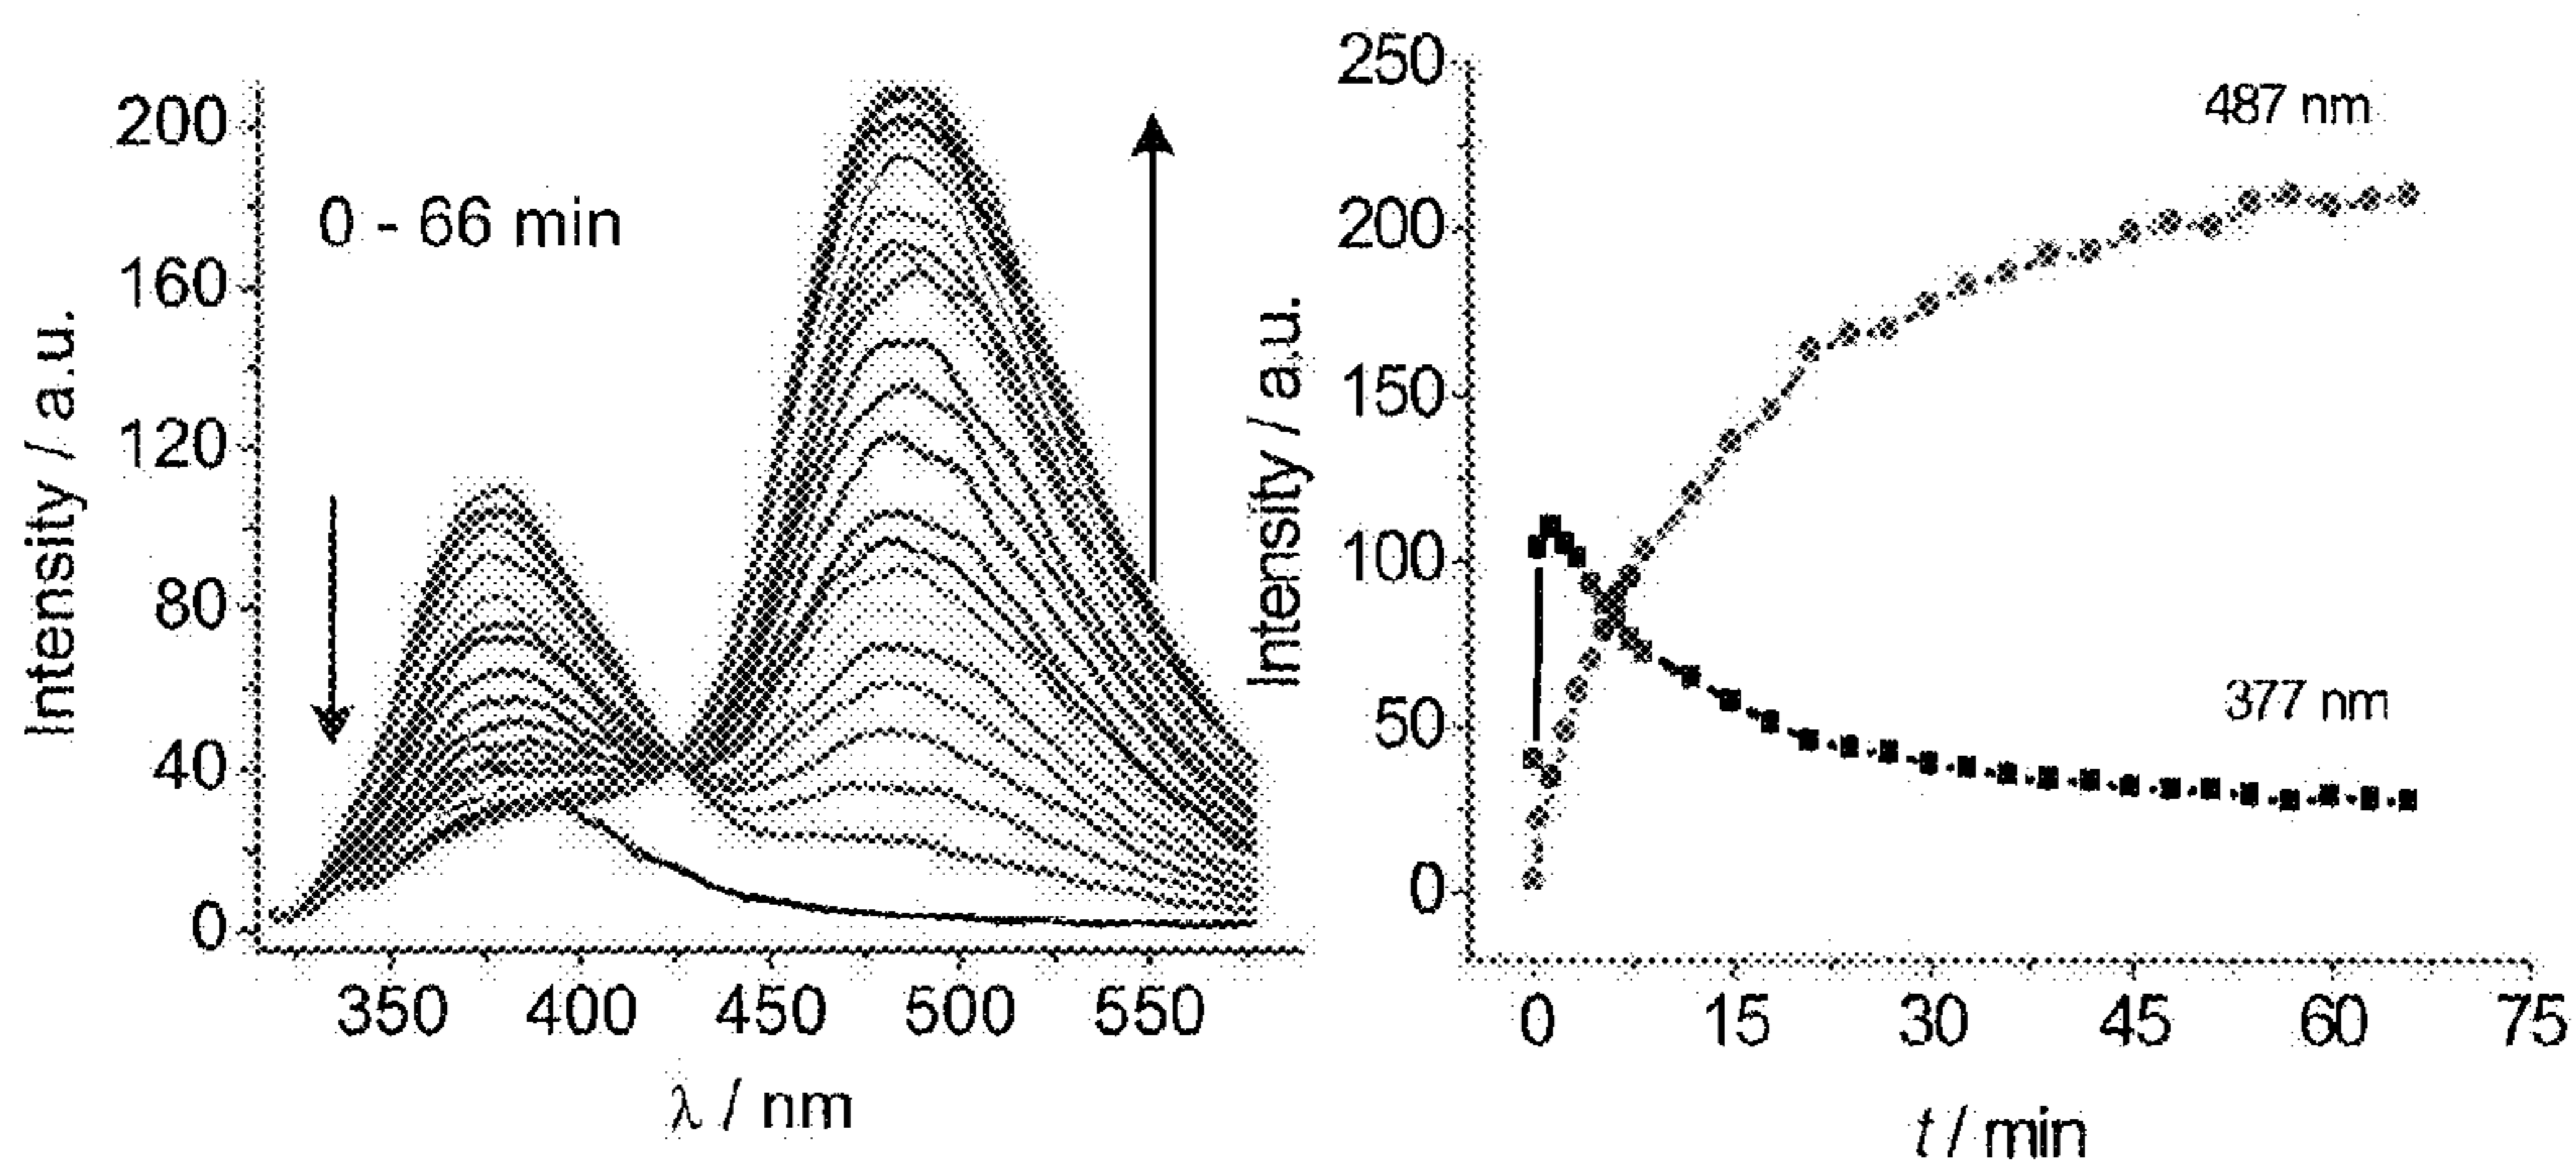 Intensity / a.u.
200
160
120
80
40
0
0 - 66 min
350 400 450 500 550
λ / nm
Intensity / a.u.
250
200
150
100
50
0
487 nm
377 nm
0 15 30 45 60 75
t / min